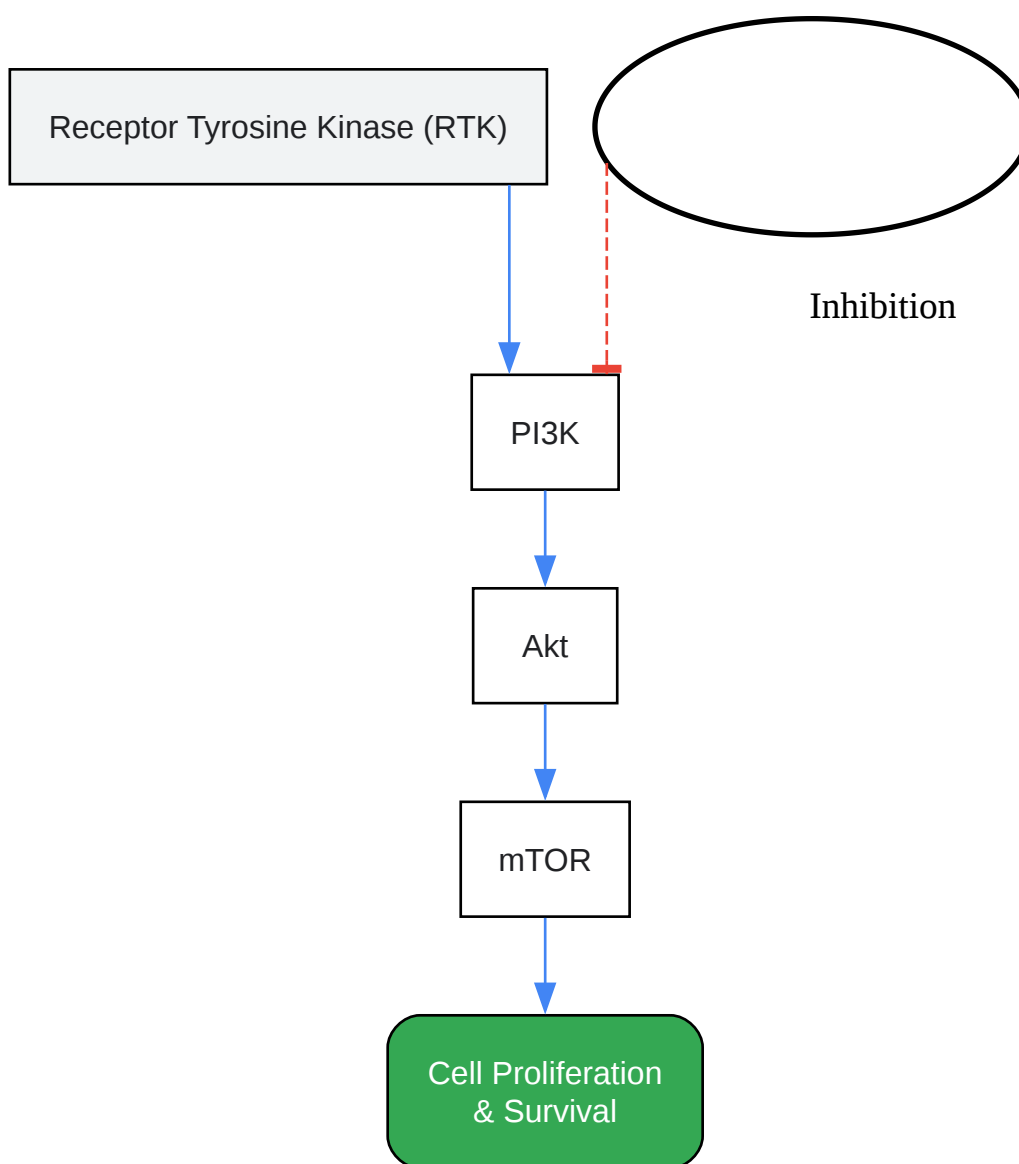 Receptor Tyrosine Kinase (RTK)
Inhibition
PI3K
Akt
mTOR
Cell Proliferation
& Survival